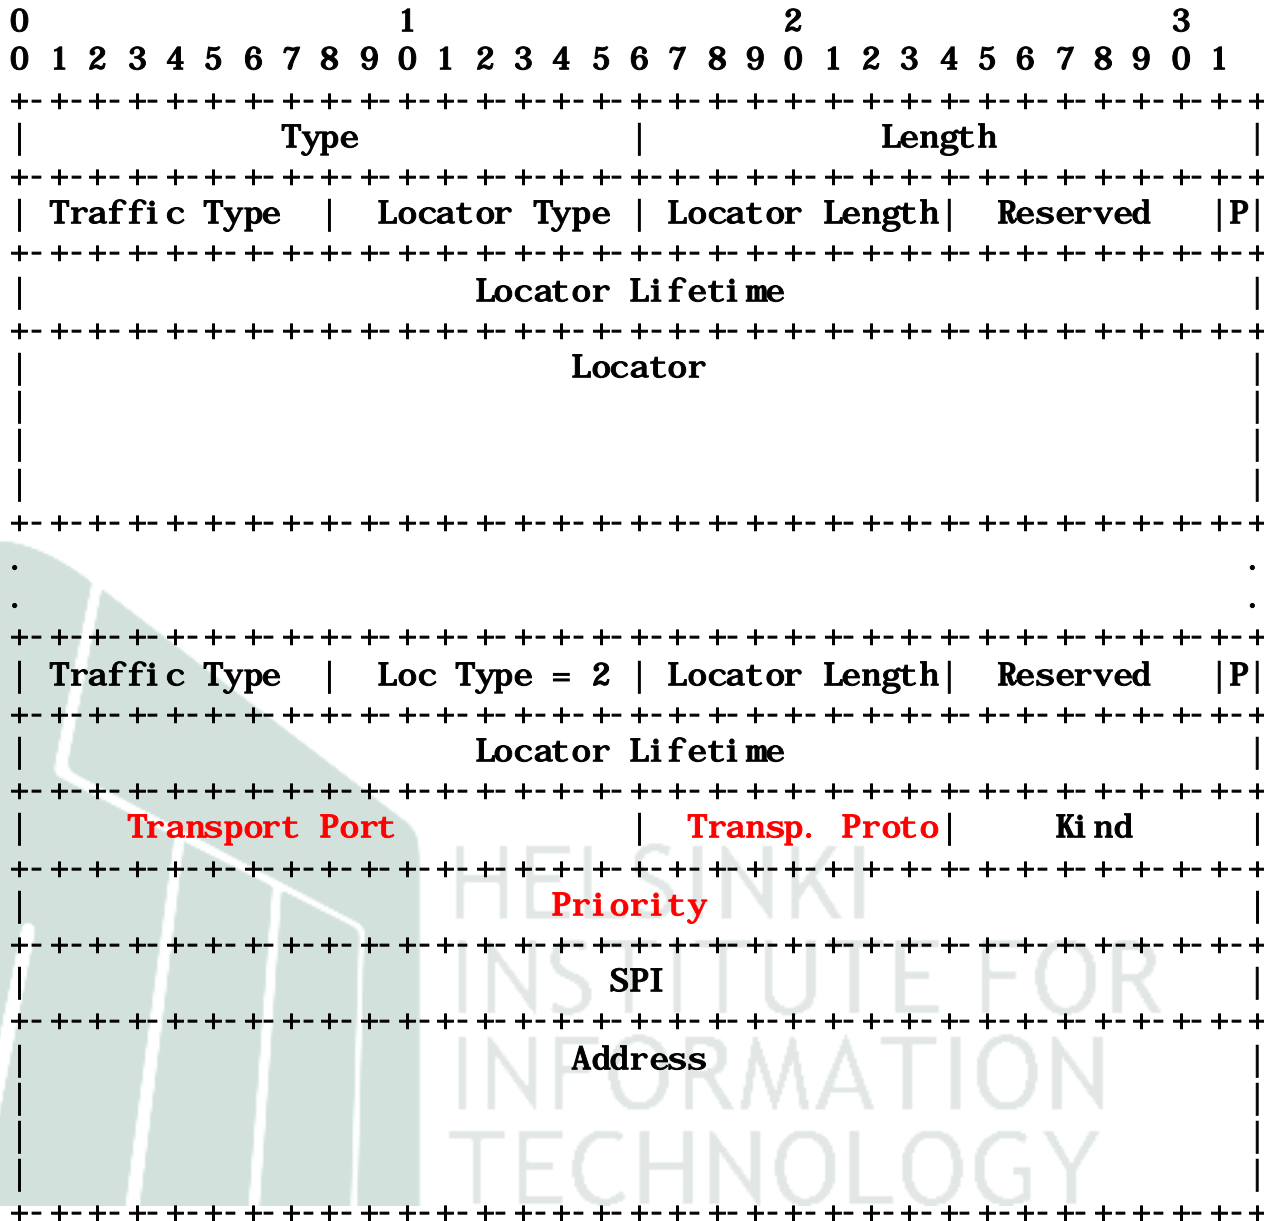 0                   1                   2                   3
0 1 2 3 4 5 6 7 8 9 0 1 2 3 4 5 6 7 8 9 0 1 2 3 4 5 6 7 8 9 0 1
+-+-+-+-+-+-+-+-+-+-+-+-+-+-+-+-+-+-+-+-+-+-+-+-+-+-+-+-+-+-+-+-+
|             Type              |            Length             |
+-+-+-+-+-+-+-+-+-+-+-+-+-+-+-+-+-+-+-+-+-+-+-+-+-+-+-+-+-+-+-+-+
| Traffic Type  |  Locator Type | Locator Length|  Reserved   |P|
+-+-+-+-+-+-+-+-+-+-+-+-+-+-+-+-+-+-+-+-+-+-+-+-+-+-+-+-+-+-+-+-+
|                       Locator Lifetime                        |
+-+-+-+-+-+-+-+-+-+-+-+-+-+-+-+-+-+-+-+-+-+-+-+-+-+-+-+-+-+-+-+-+
|                            Locator                            |
|                                                               |
|                                                               |
|                                                               |
+-+-+-+-+-+-+-+-+-+-+-+-+-+-+-+-+-+-+-+-+-+-+-+-+-+-+-+-+-+-+-+-+
.                                                               .
.                                                               .
+-+-+-+-+-+-+-+-+-+-+-+-+-+-+-+-+-+-+-+-+-+-+-+-+-+-+-+-+-+-+-+-+
| Traffic Type  |  Loc Type = 2 | Locator Length|  Reserved   |P|
+-+-+-+-+-+-+-+-+-+-+-+-+-+-+-+-+-+-+-+-+-+-+-+-+-+-+-+-+-+-+-+-+
|                       Locator Lifetime                        |
+-+-+-+-+-+-+-+-+-+-+-+-+-+-+-+-+-+-+-+-+-+-+-+-+-+-+-+-+-+-+-+-+
|     Transport Port            |  Transp. Proto|     Kind      |
+-+-+-+-+-+-+-+-+-+-+-+-+-+-+-+-+-+-+-+-+-+-+-+-+-+-+-+-+-+-+-+-+
|                           Priority                            |
+-+-+-+-+-+-+-+-+-+-+-+-+-+-+-+-+-+-+-+-+-+-+-+-+-+-+-+-+-+-+-+-+
|                              SPI                              |
+-+-+-+-+-+-+-+-+-+-+-+-+-+-+-+-+-+-+-+-+-+-+-+-+-+-+-+-+-+-+-+-+
|                            Address                            |
|                                                               |
|                                                               |
|                                                               |
+-+-+-+-+-+-+-+-+-+-+-+-+-+-+-+-+-+-+-+-+-+-+-+-+-+-+-+-+-+-+-+-+
HELSINKI
INSTITUTE FOR
INFORMATION
TECHNOLOGY